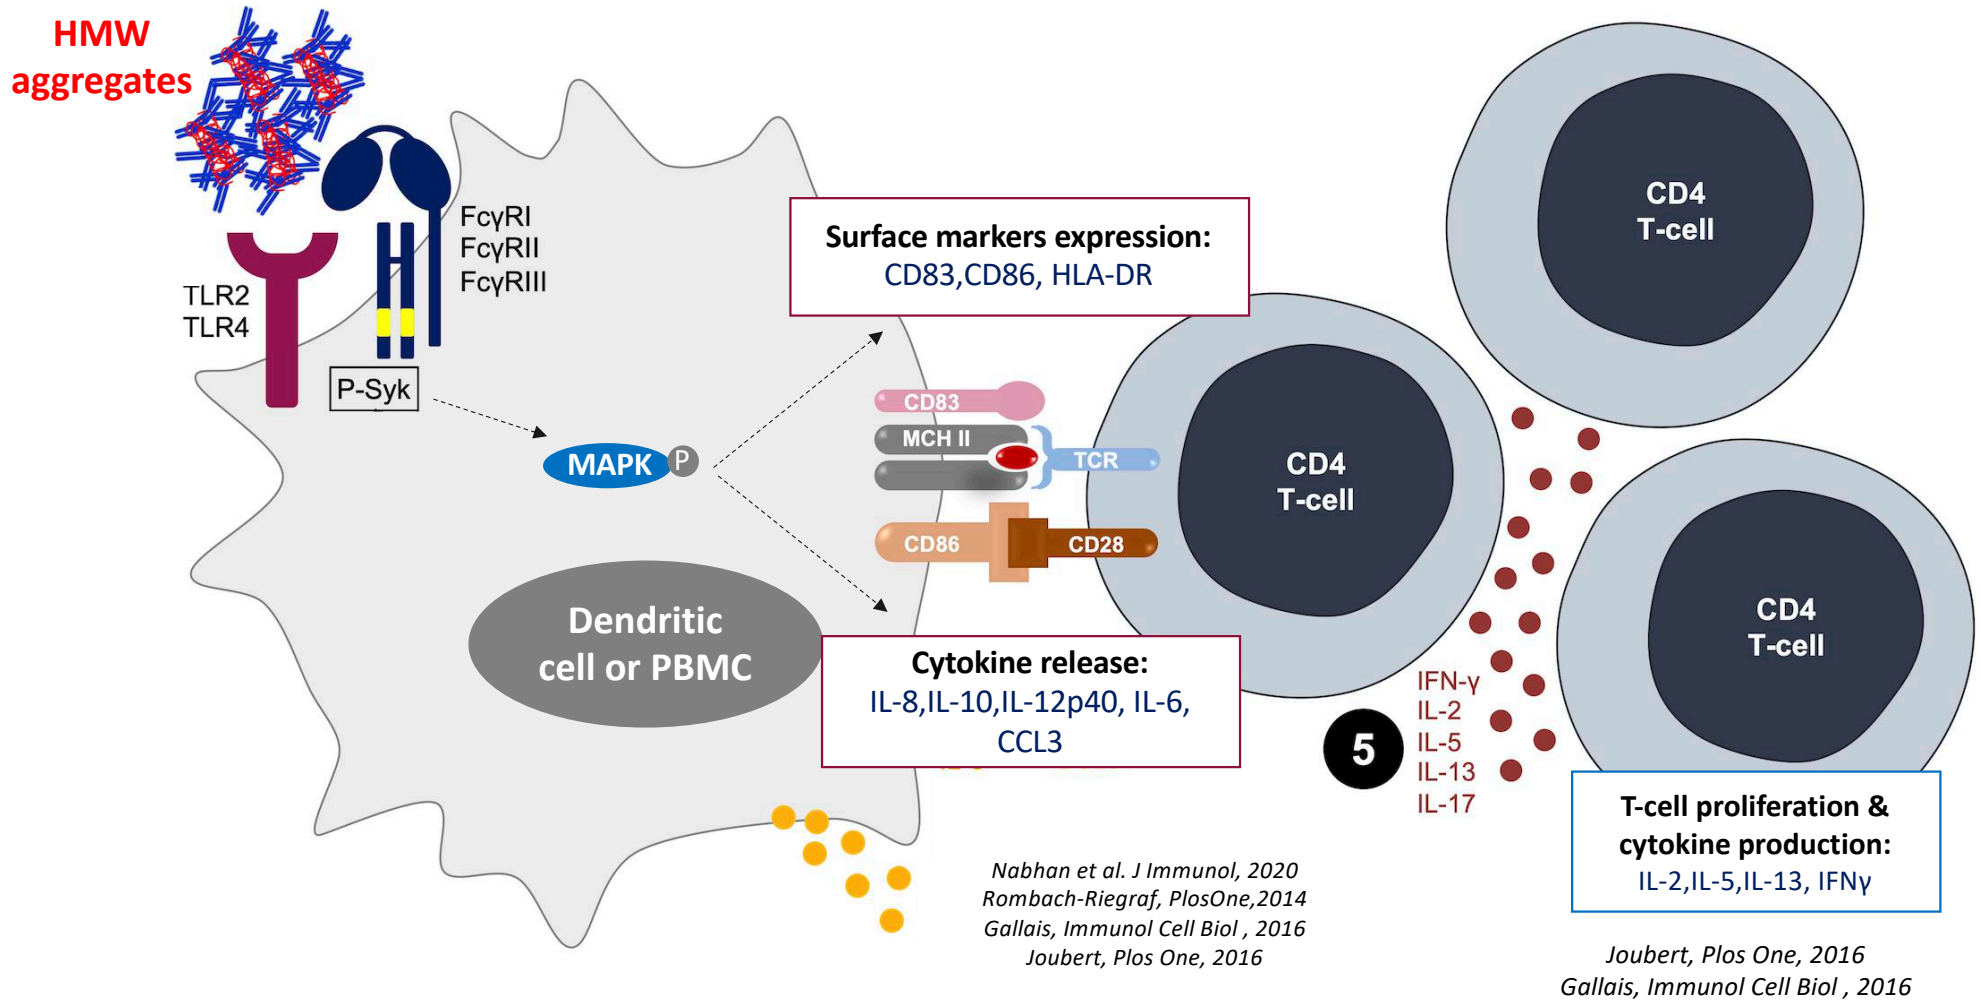 HMW
aggregates
FcγRI
FcγRII
FcγRIII
TLR2
TLR4
P-Syk
MAPK P
Surface markers expression:
CD83,CD86, HLA-DR
CD83
MCH II
TCR
CD86
CD28
Dendritic
cell or PBMC
Cytokine release:
IL-8,IL-10,IL-12p40, IL-6,
CCL3
CD4
T-cell
CD4
T-cell
CD4
T-cell
5
IFN-γ
IL-2
IL-5
IL-13
IL-17
T-cell proliferation &
cytokine production:
IL-2,IL-5,IL-13, IFNγ
Nabhan et al. J Immunol, 2020
Rombach-Riegraf, PlosOne,2014
Gallais, Immunol Cell Biol , 2016
Joubert, Plos One, 2016
Joubert, Plos One, 2016
Gallais, Immunol Cell Biol , 2016